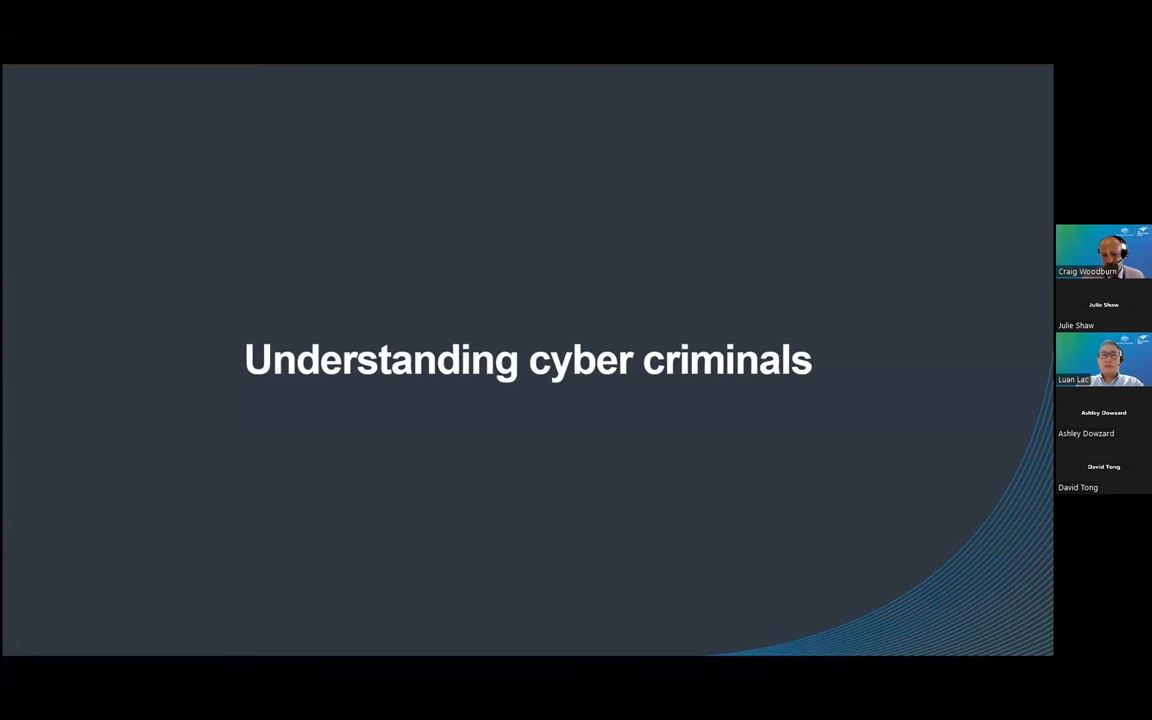 Understanding cyber criminals
Craig Woodburn
Julie Shaw
Julie Shaw
Luan Lac
Ashley Dowzard
Ashley Dowzard
David Tong
David Tong